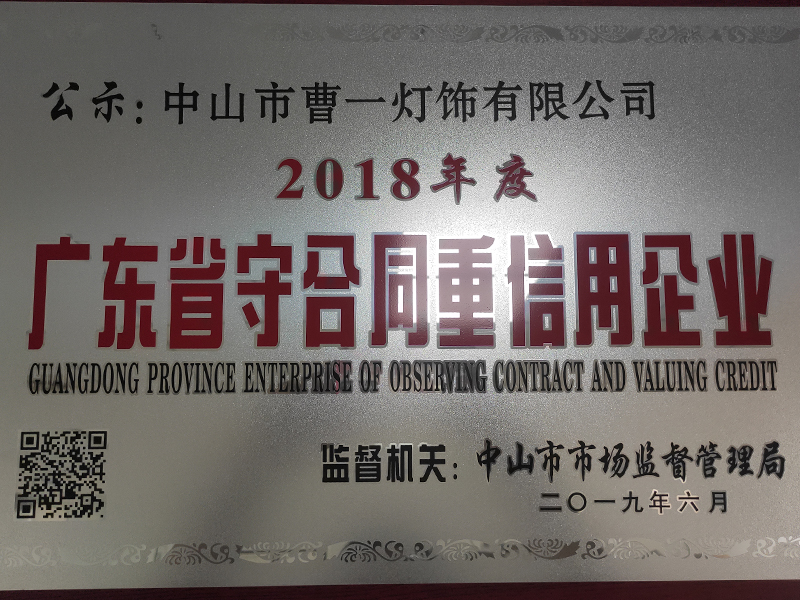 公示：中山市曹一灯饰有限公司
2018年度
广东省守合同重信用企业
GUANGDONG PROVINCE ENTERPRISE OF OBSERVING CONTRACT AND VALUING CREDIT
监督机关：中山市市场监督管理局
二〇一九年六月